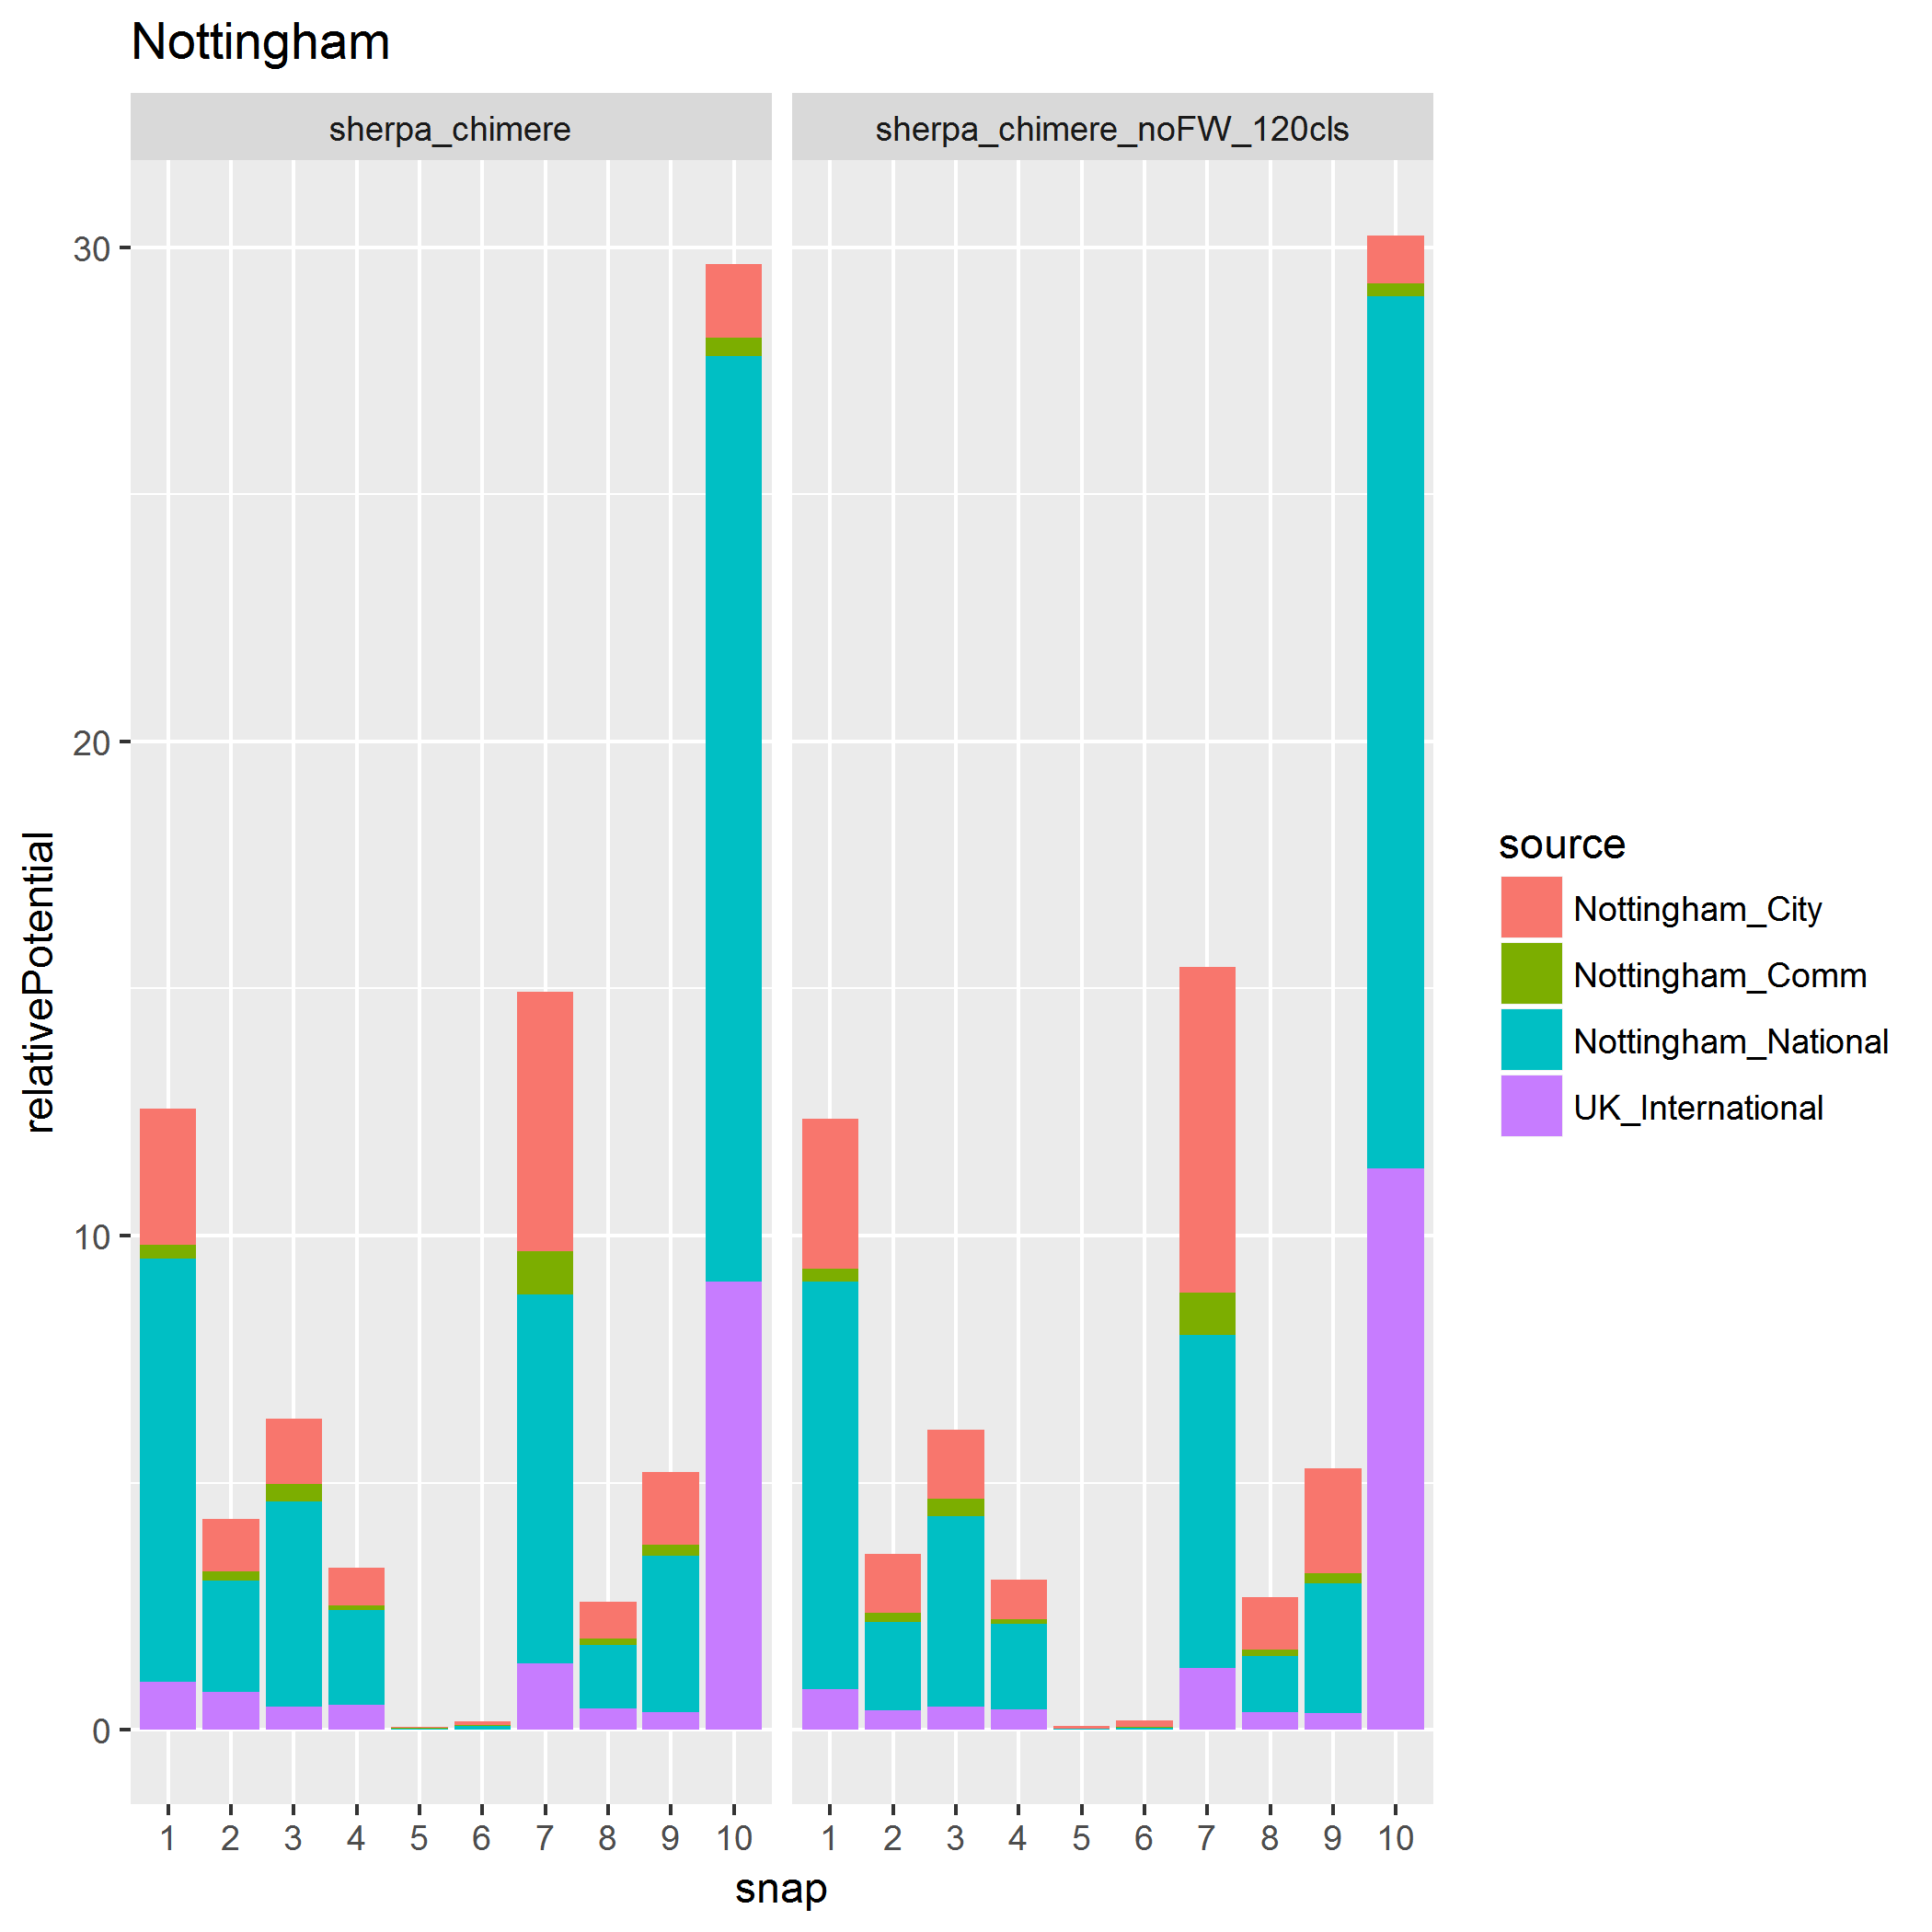 Nottingham
sherpa_chimere
sherpa_chimere_noFW_120cls
30
20
10
0
relativePotential
1 2 3 4 5 6 7 8 9 10
1 2 3 4 5 6 7 8 9 10
snap
source
Nottingham_City
Nottingham_Comm
Nottingham_National
UK_International